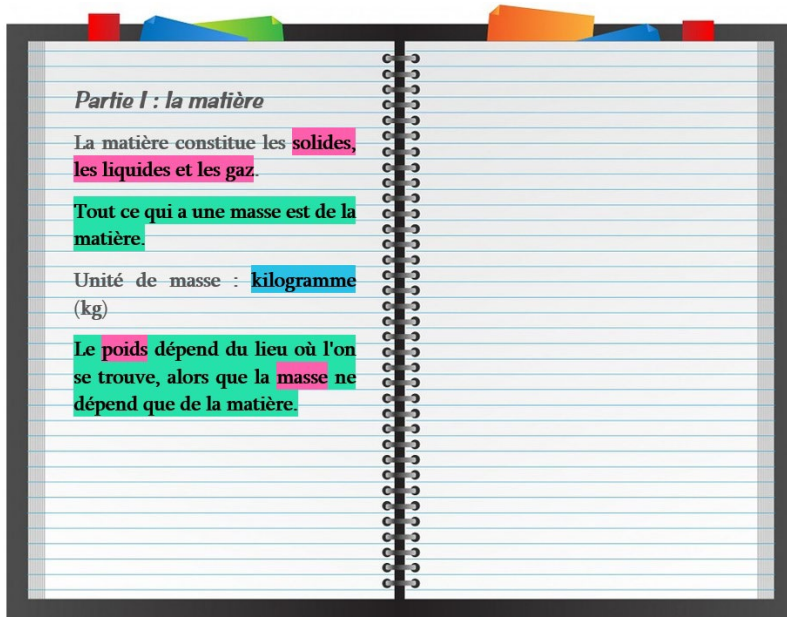 Partie I : la matière
La matière constitue les solides,
les liquides et les gaz.
Tout ce qui a une masse est de la
matière.
Unité de masse : kilogramme
(kg)
Le poids dépend du lieu où l'on
se trouve, alors que la masse ne
dépend que de la matière.